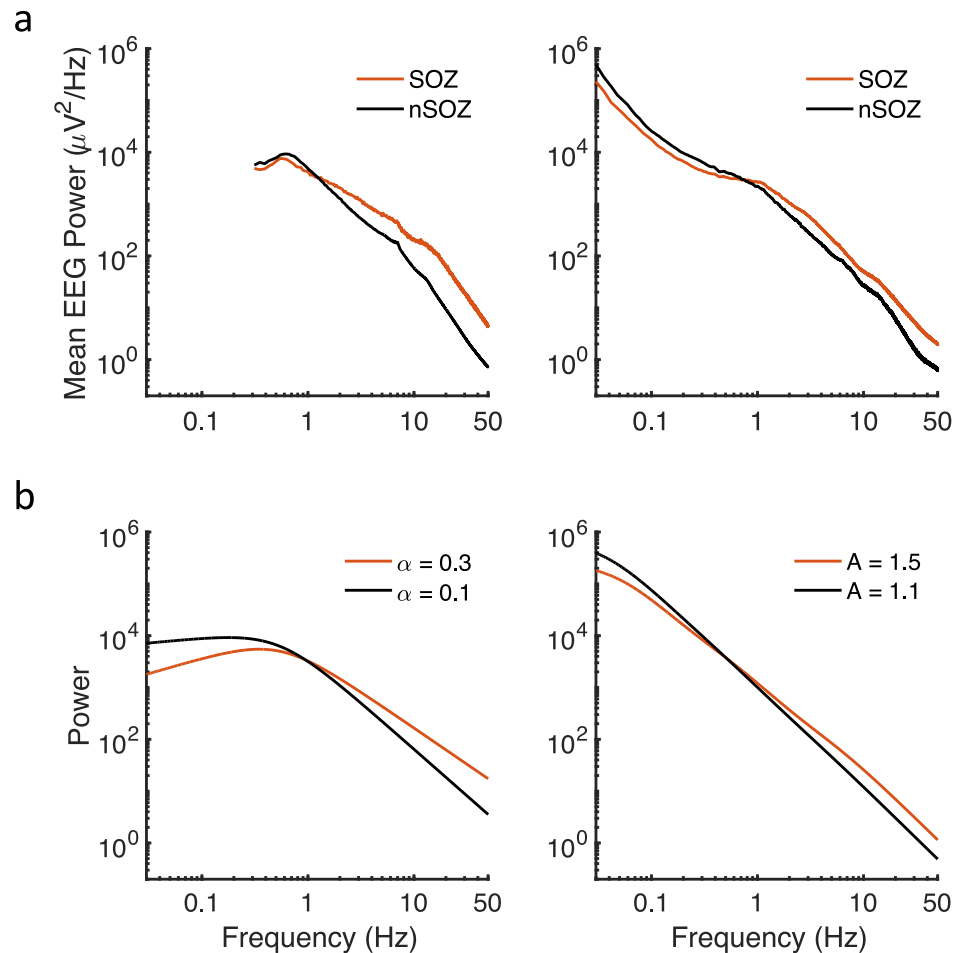 a
Mean EEG Power (μV²/Hz)
10⁶
10⁴
10²
10⁰
0.1 1 10 50
SOZ
nSOZ
10⁶
10⁴
10²
10⁰
0.1 1 10 50
SOZ
nSOZ
b
Power
10⁶
10⁴
10²
10⁰
0.1 1 10 50
Frequency (Hz)
α = 0.3
α = 0.1
10⁶
10⁴
10²
10⁰
0.1 1 10 50
Frequency (Hz)
A = 1.5
A = 1.1